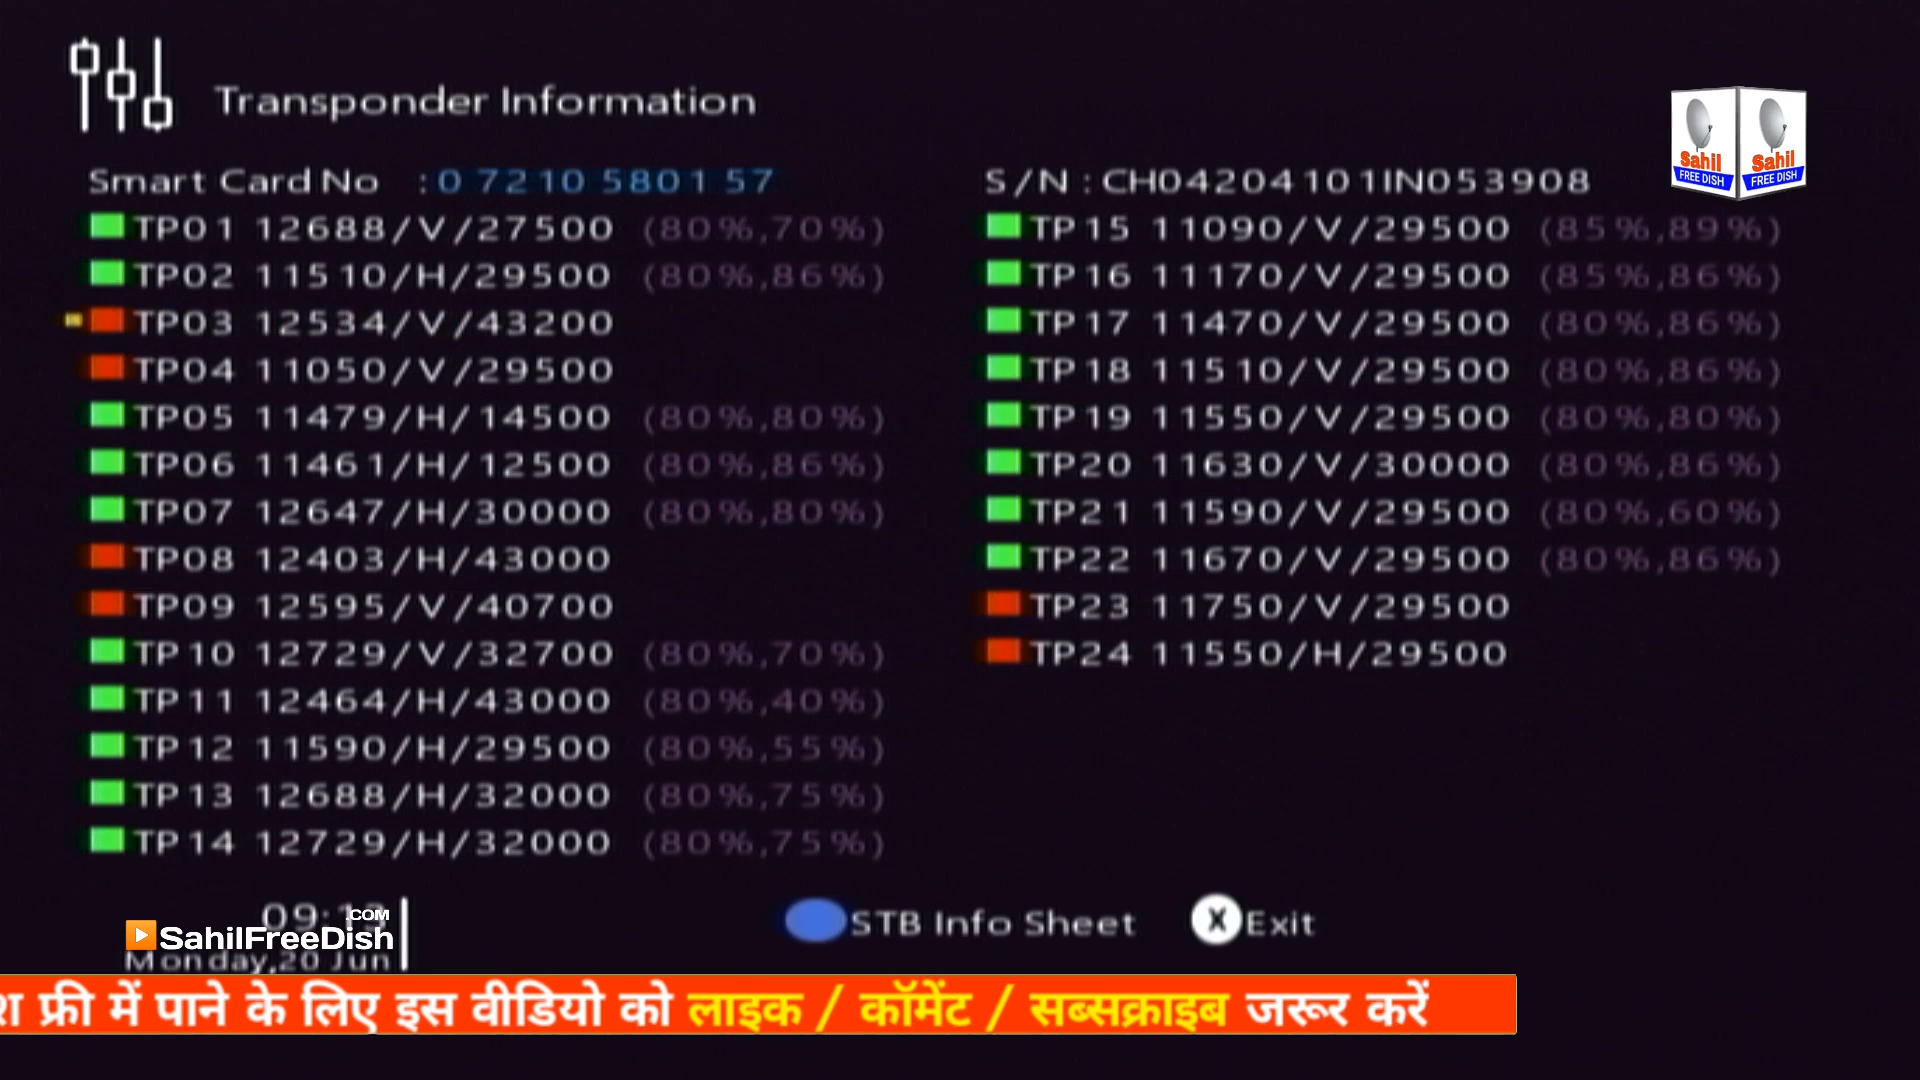 Transponder Information
Sahil FREE DISH
Sahil FREE DISH
Smart Card No : 0 7210 5801 57
S/N : CH04204101IN053908
TP01 12688/V/27500 (80%,70%)
TP02 11510/H/29500 (80%,86%)
TP03 12534/V/43200
TP04 11050/V/29500
TP05 11479/H/14500 (80%,80%)
TP06 11461/H/12500 (80%,86%)
TP07 12647/H/30000 (80%,80%)
TP08 12403/H/43000
TP09 12595/V/40700
TP10 12729/V/32700 (80%,70%)
TP11 12464/H/43000 (80%,40%)
TP12 11590/H/29500 (80%,55%)
TP13 12688/H/32000 (80%,75%)
TP14 12729/H/32000 (80%,75%)
TP15 11090/V/29500 (85%,89%)
TP16 11170/V/29500 (85%,86%)
TP17 11470/V/29500 (80%,86%)
TP18 11510/V/29500 (80%,86%)
TP19 11550/V/29500 (80%,80%)
TP20 11630/V/30000 (80%,86%)
TP21 11590/V/29500 (80%,60%)
TP22 11670/V/29500 (80%,86%)
TP23 11750/V/29500
TP24 11550/H/29500
.COM
SahilFreeDish
Monday,20 Jun
STB Info Sheet
X Exit
फ्री में पाने के लिए इस वीडियो को लाइक / कॉमेंट / सब्सक्राइब जरूर करें